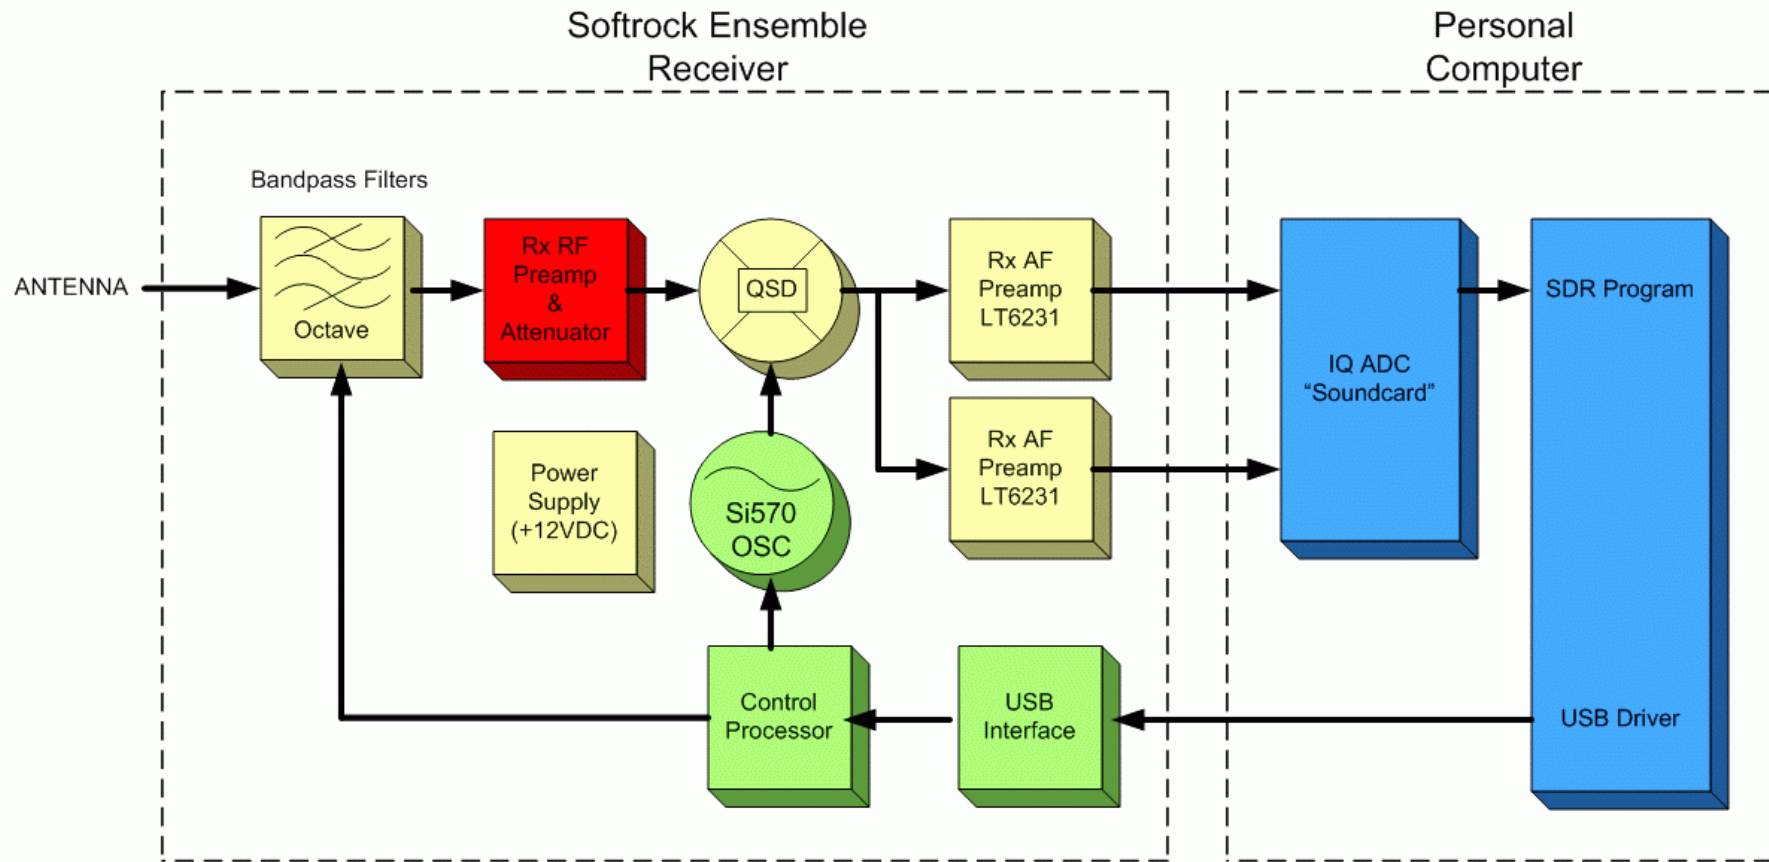 Softrock Ensemble
Receiver
Personal
Computer
Bandpass Filters
ANTENNA
Octave
Rx RF
Preamp
&
Attenuator
QSD
Rx AF
Preamp
LT6231
IQ ADC
“Soundcard”
SDR Program
Power
Supply
(+12VDC)
Si570
OSC
Rx AF
Preamp
LT6231
Control
Processor
USB
Interface
USB Driver